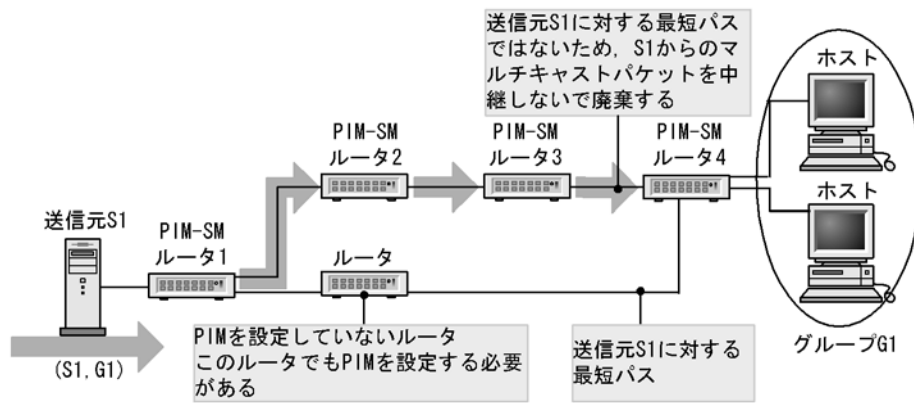 送信元S1に対する最短パス
ではないため，S1からのマ
ルチキャストパケットを中
継しないで廃棄する
ホスト
PIM-SM
ルータ2
PIM-SM
ルータ3
PIM-SM
ルータ4
ホスト
送信元S1
PIM-SM
ルータ1
ルータ
PIMを設定していないルータ
このルータでもPIMを設定する必要
がある
送信元S1に対する
最短パス
グループG1
(S1, G1)